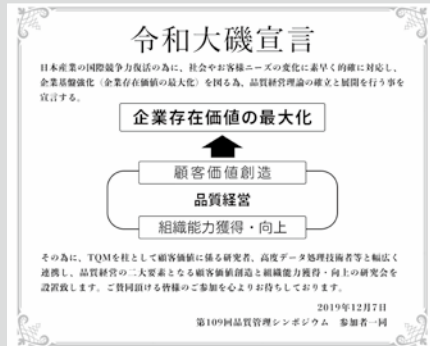 令和大磯宣言
日本産業の国際競争力復活の為に、社会やお客様ニーズの変化に素早く的確に対応し、
企業基盤強化（企業存在価値の最大化）を図る為、品質経営理論の確立と展開を行う事を
宣言する。
企業存在価値の最大化
顧客価値創造
品質経営
組織能力獲得・向上
その為に、TQMを柱として顧客価値に係る研究者、高度データ処理技術者等と幅広く
連携し、品質経営の二大要素となる顧客価値創造と組織能力獲得・向上の研究会を
設置致します。ご賛同頂ける皆様のご参加を心よりお待ちしております。
2019年12月7日
第109回品質管理シンポジウム　参加者一同